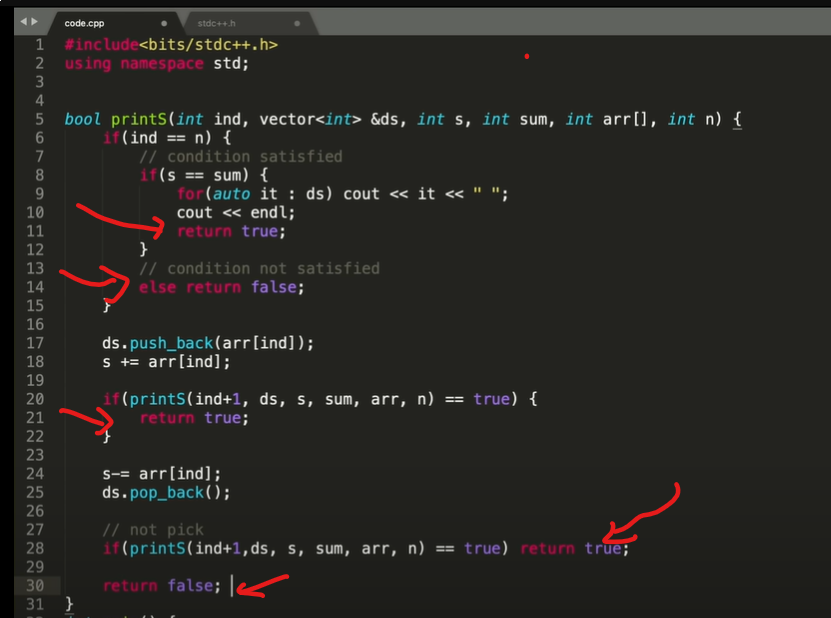 code.cpp
stdc++.h
1 #include<bits/stdc++.h>
2 using namespace std;
3
4
5 bool printS(int ind, vector<int> &ds, int s, int sum, int arr[], int n) {
6     if(ind == n) {
7         // condition satisfied
8         if(s == sum) {
9             for(auto it : ds) cout << it << " ";
10             cout << endl;
11             return true;
12         }
13         // condition not satisfied
14         else return false;
15     }
16
17     ds.push_back(arr[ind]);
18     s += arr[ind];
19
20     if(printS(ind+1, ds, s, sum, arr, n) == true) {
21         return true;
22     }
23
24     s-= arr[ind];
25     ds.pop_back();
26
27     // not pick
28     if(printS(ind+1,ds, s, sum, arr, n) == true) return true;
29
30     return false;
31 }